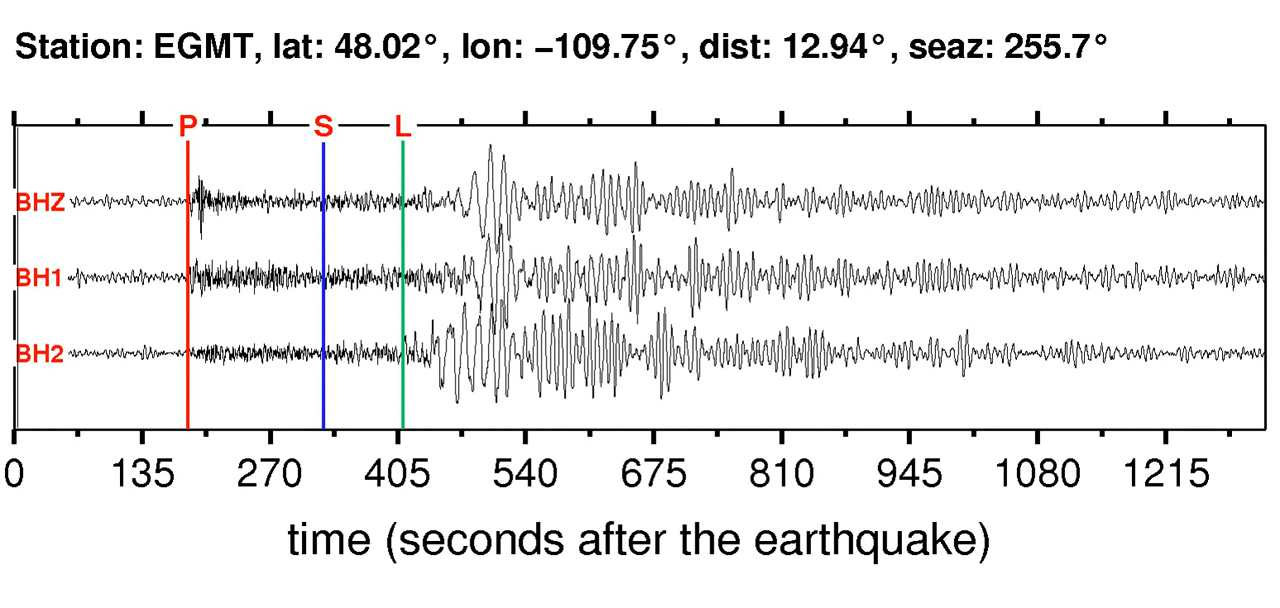 Station: EGMT, lat: 48.02°, lon: −109.75°, dist: 12.94°, seaz: 255.7°
P S L
BHZ
BH1
BH2
0 135 270 405 540 675 810 945 1080 1215
time (seconds after the earthquake)